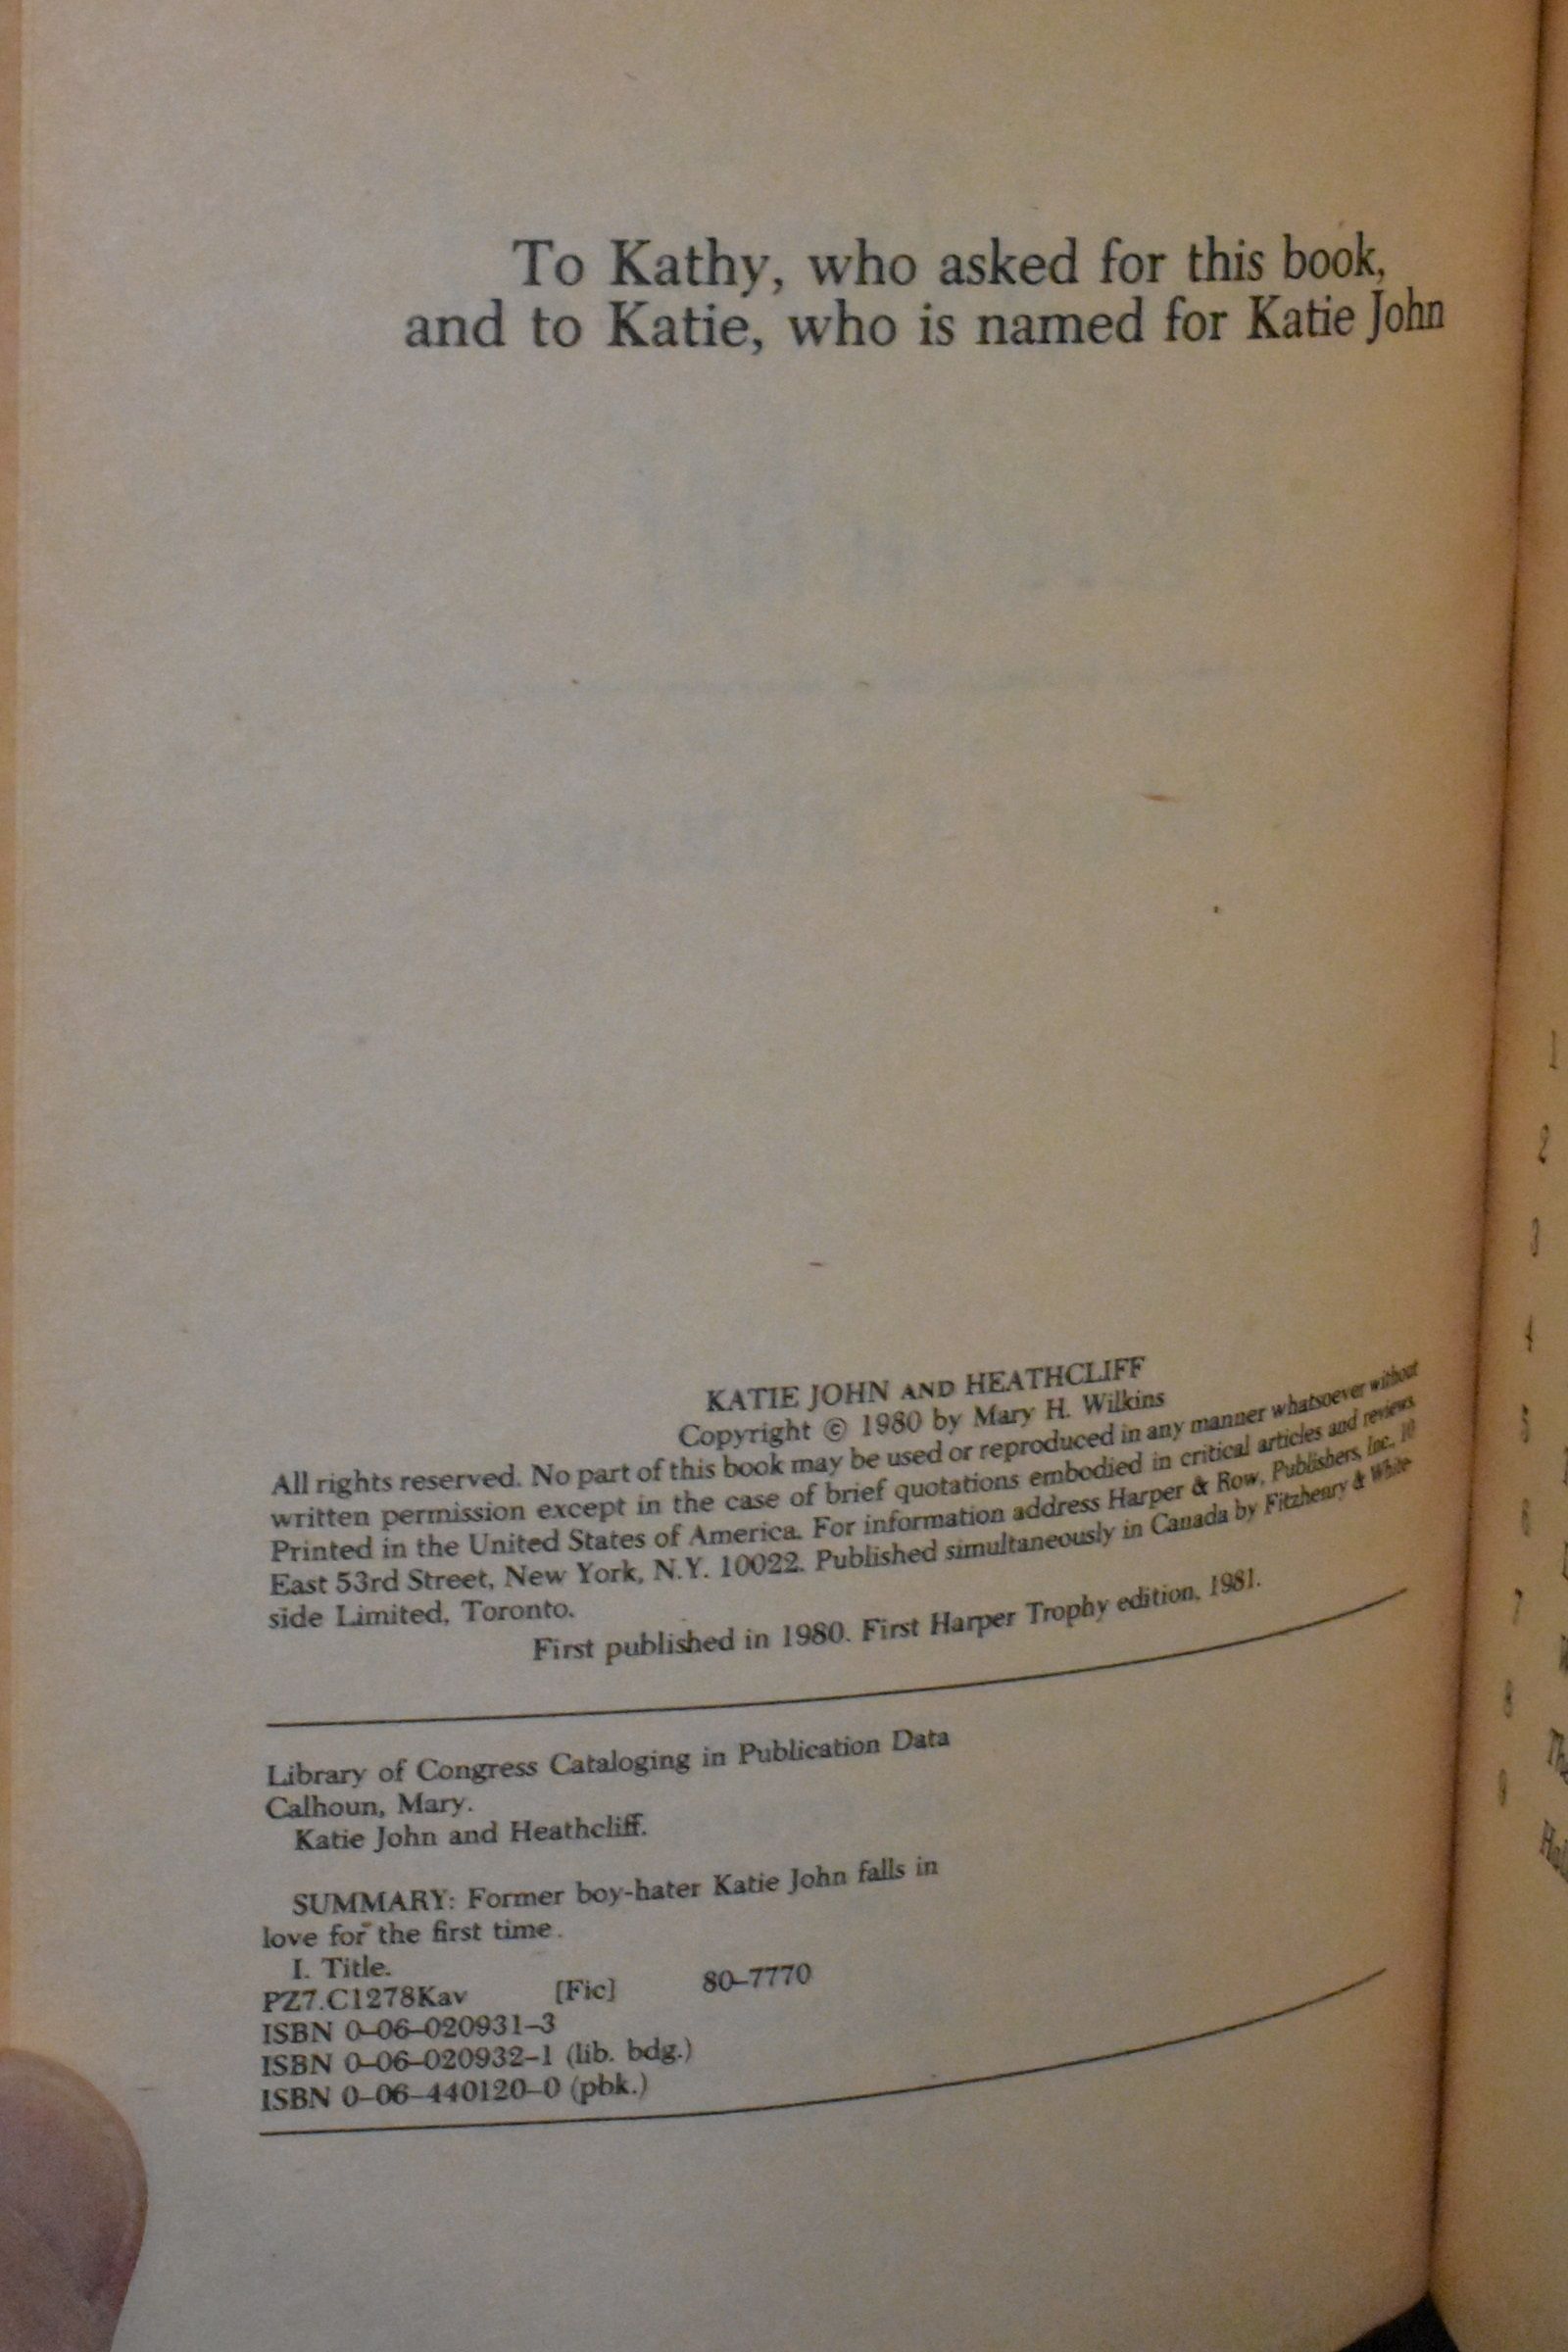 To Kathy, who asked for this book,
and to Katie, who is named for Katie John
KATIE JOHN AND HEATHCLIFF
Copyright © 1980 by Mary H. Wilkins
All rights reserved. No part of this book may be used or reproduced in any manner whatsoever without
written permission except in the case of brief quotations embodied in critical articles and reviews.
Printed in the United States of America. For information address Harper & Row, Publishers, Inc. 10
East 53rd Street, New York, N.Y. 10022. Published simultaneously in Canada by Fitzhenry & White-
side Limited, Toronto.
First published in 1980. First Harper Trophy edition, 1981.
Library of Congress Cataloging in Publication Data
Calhoun, Mary.
Katie John and Heathcliff.
SUMMARY: Former boy-hater Katie John falls in
love for the first time.
I. Title.
PZ7.C1278Kav [Fic] 80–7770
ISBN 0–06–020931–3
ISBN 0–06–020932–1 (lib. bdg.)
ISBN 0–06–440120–0 (pbk.)
1
2
3
4
5
6
7
8
9